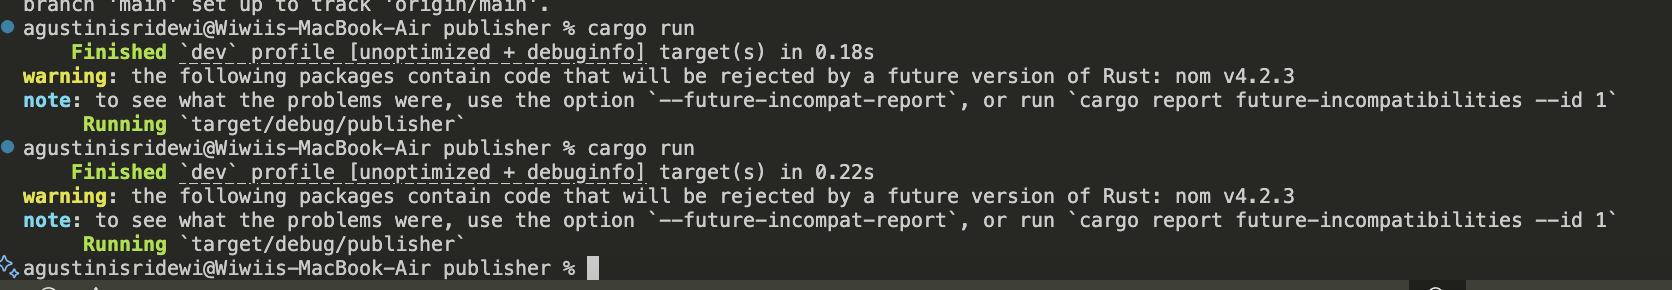 branch 'main' set up to track 'origin/main'.
agustinisridewi@Wiwiis-MacBook-Air publisher % cargo run
Finished `dev` profile [unoptimized + debuginfo] target(s) in 0.18s
warning: the following packages contain code that will be rejected by a future version of Rust: nom v4.2.3
note: to see what the problems were, use the option `--future-incompat-report`, or run `cargo report future-incompatibilities --id 1`
Running `target/debug/publisher`
agustinisridewi@Wiwiis-MacBook-Air publisher % cargo run
Finished `dev` profile [unoptimized + debuginfo] target(s) in 0.22s
warning: the following packages contain code that will be rejected by a future version of Rust: nom v4.2.3
note: to see what the problems were, use the option `--future-incompat-report`, or run `cargo report future-incompatibilities --id 1`
Running `target/debug/publisher`
agustinisridewi@Wiwiis-MacBook-Air publisher %